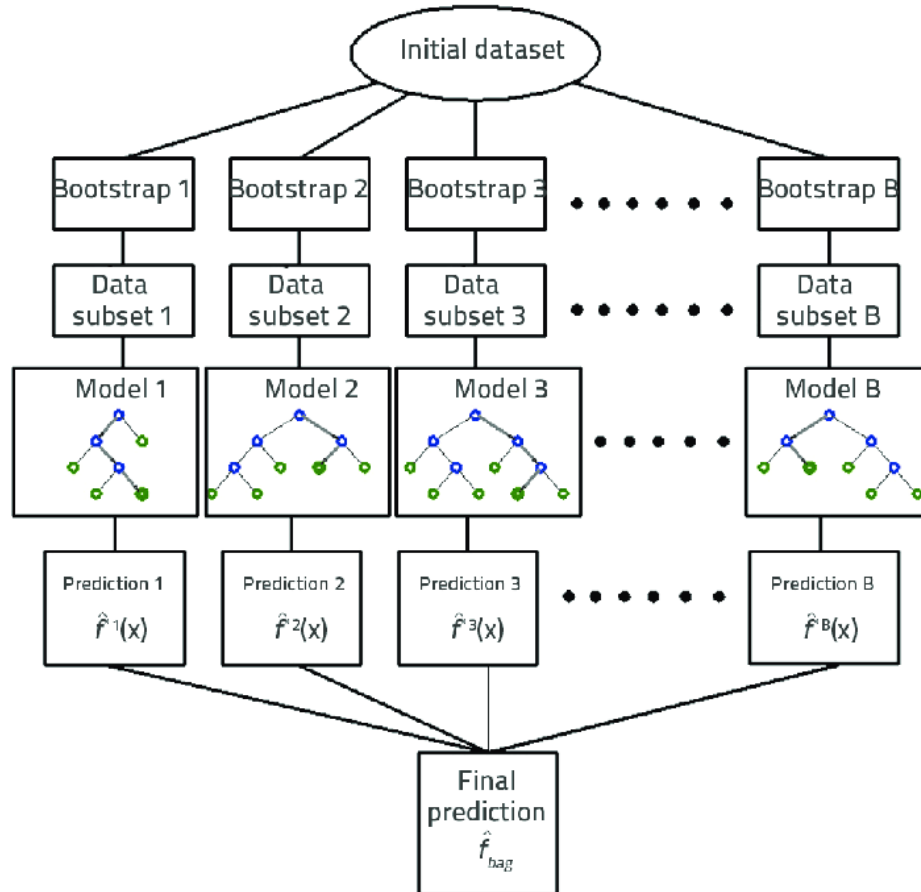 Initial dataset
Bootstrap 1
Bootstrap 2
Bootstrap 3
Bootstrap B
Data
subset 1
Data
subset 2
Data
subset 3
Data
subset B
Model 1
Model 2
Model 3
Model B
Prediction 1
f̂*1(x)
Prediction 2
f̂*2(x)
Prediction 3
f̂*3(x)
Prediction B
f̂*B(x)
Final
prediction
f̂bag